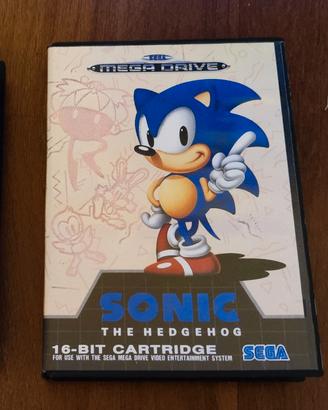 SEGA
MEGA DRIVE
SONIC
THE HEDGEHOG
16-BIT CARTRIDGE
FOR USE WITH THE SEGA MEGA DRIVE VIDEO ENTERTAINMENT SYSTEM
SEGA